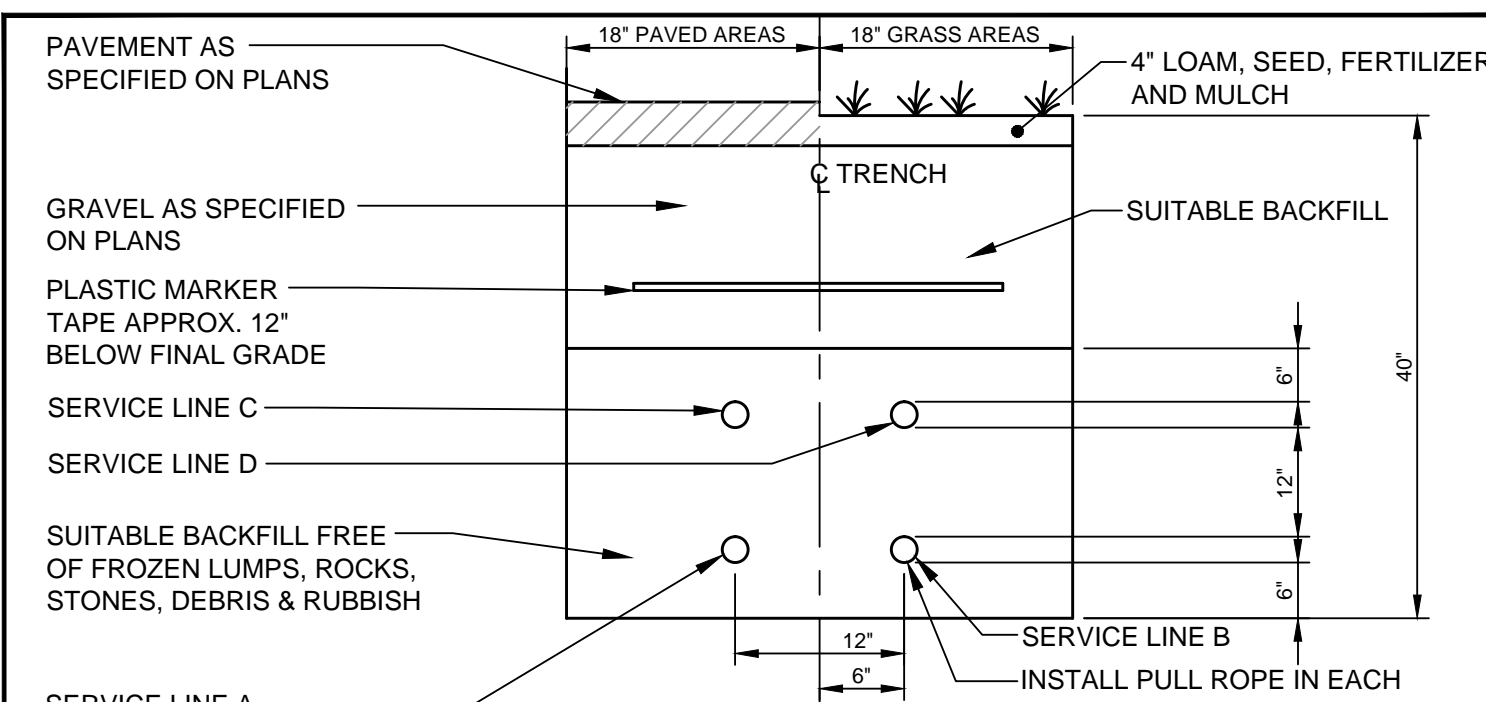 PAVEMENT AS
SPECIFIED ON PLANS
18" PAVED AREAS
18" GRASS AREAS
4" LOAM, SEED, FERTILIZER
AND MULCH
℄ TRENCH
GRAVEL AS SPECIFIED
ON PLANS
SUITABLE BACKFILL
PLASTIC MARKER
TAPE APPROX. 12"
BELOW FINAL GRADE
6"
40"
SERVICE LINE C
SERVICE LINE D
12"
SUITABLE BACKFILL FREE
OF FROZEN LUMPS, ROCKS,
STONES, DEBRIS & RUBBISH
6"
12"
SERVICE LINE B
6"
INSTALL PULL ROPE IN EACH
SERVICE LINE A